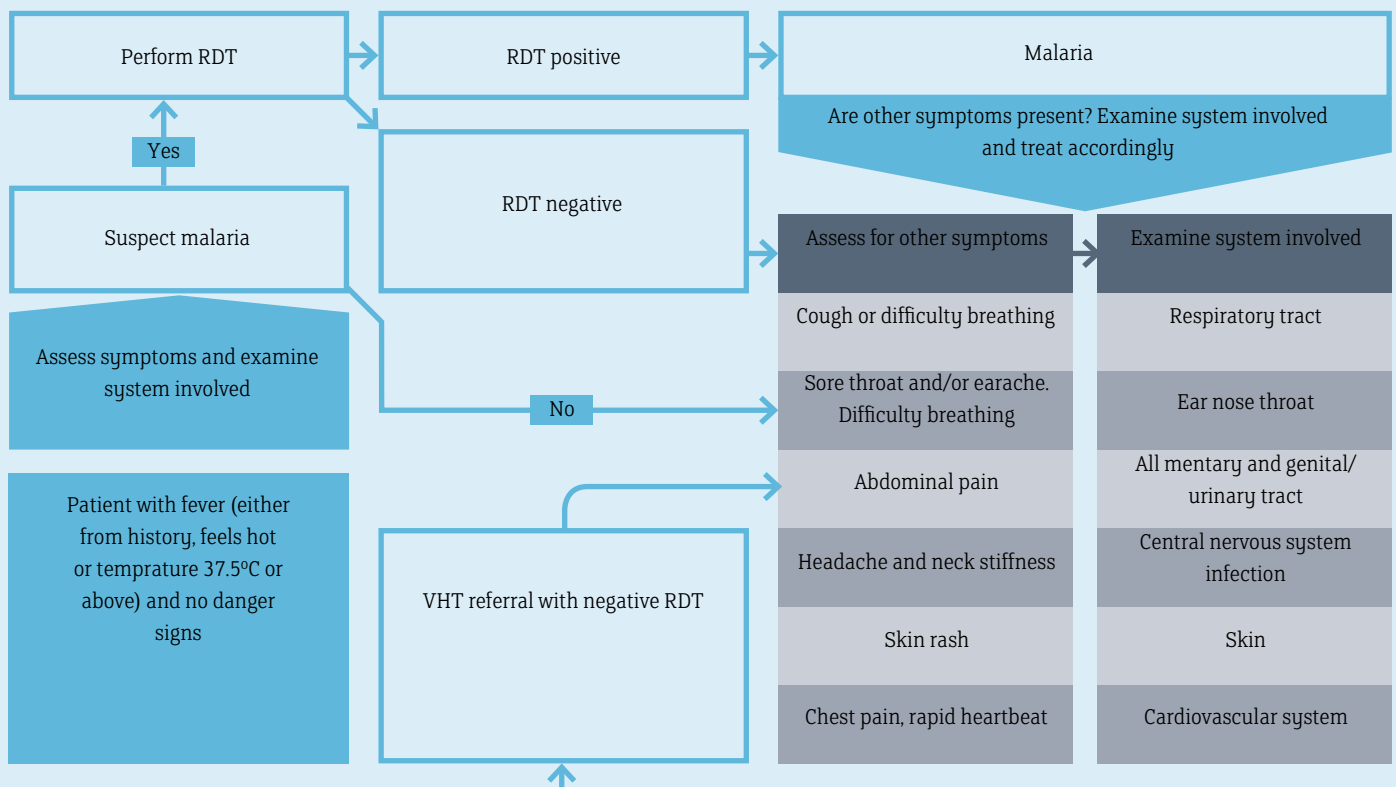 Perform RDT
RDT positive
Malaria
Are other symptoms present? Examine system involved
and treat accordingly
Yes
RDT negative
Suspect malaria
Assess for other symptoms
Examine system involved
Cough or difficulty breathing
Respiratory tract
Assess symptoms and examine
system involved
No
Sore throat and/or earache.
Difficulty breathing
Ear nose throat
Abdominal pain
All mentary and genital/
urinary tract
Patient with fever (either
from history, feels hot
or temprature 37.5ºC or
above) and no danger
signs
VHT referral with negative RDT
Headache and neck stiffness
Central nervous system
infection
Skin rash
Skin
Chest pain, rapid heartbeat
Cardiovascular system